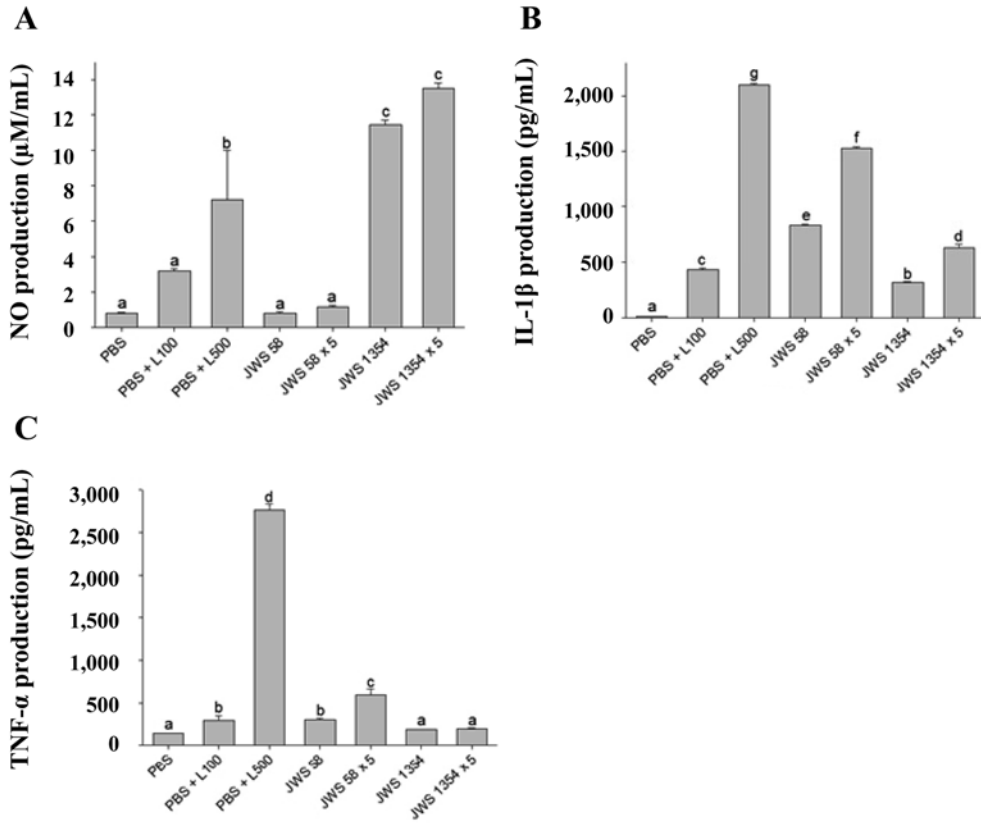 A
NO production (µM/mL)
14
12
10
8
6
4
2
0
a
a
b
a
a
c
c
PBS
PBS + L100
PBS + L500
JWS 58
JWS 58 x 5
JWS 1354
JWS 1354 x 5
B
IL-1β production (pg/mL)
2,000
1,500
1,000
500
0
a
c
g
e
f
b
d
PBS
PBS + L100
PBS + L500
JWS 58
JWS 58 x 5
JWS 1354
JWS 1354 x 5
C
TNF-α production (pg/mL)
3,000
2,500
2,000
1,500
1,000
500
0
a
b
d
b
c
a
a
PBS
PBS + L100
PBS + L500
JWS 58
JWS 58 x 5
JWS 1354
JWS 1354 x 5